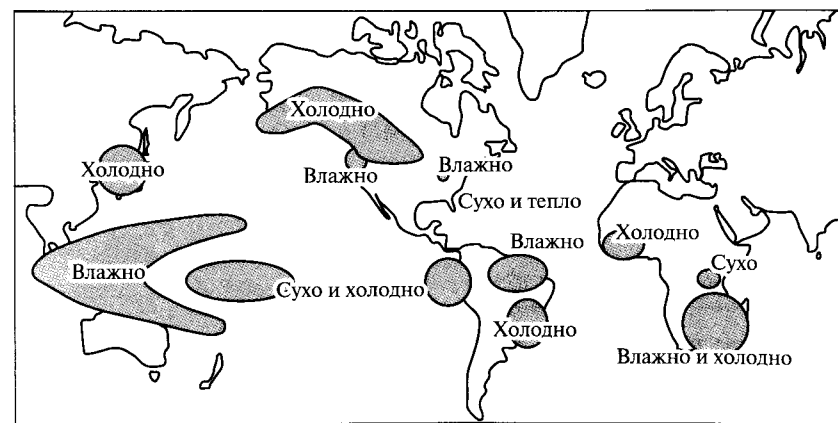 Холодно
Холодно
Влажно
Влажно
Сухо и тепло
Холодно
Влажно
Сухо
Влажно
Сухо и холодно
Холодно
Влажно и холодно